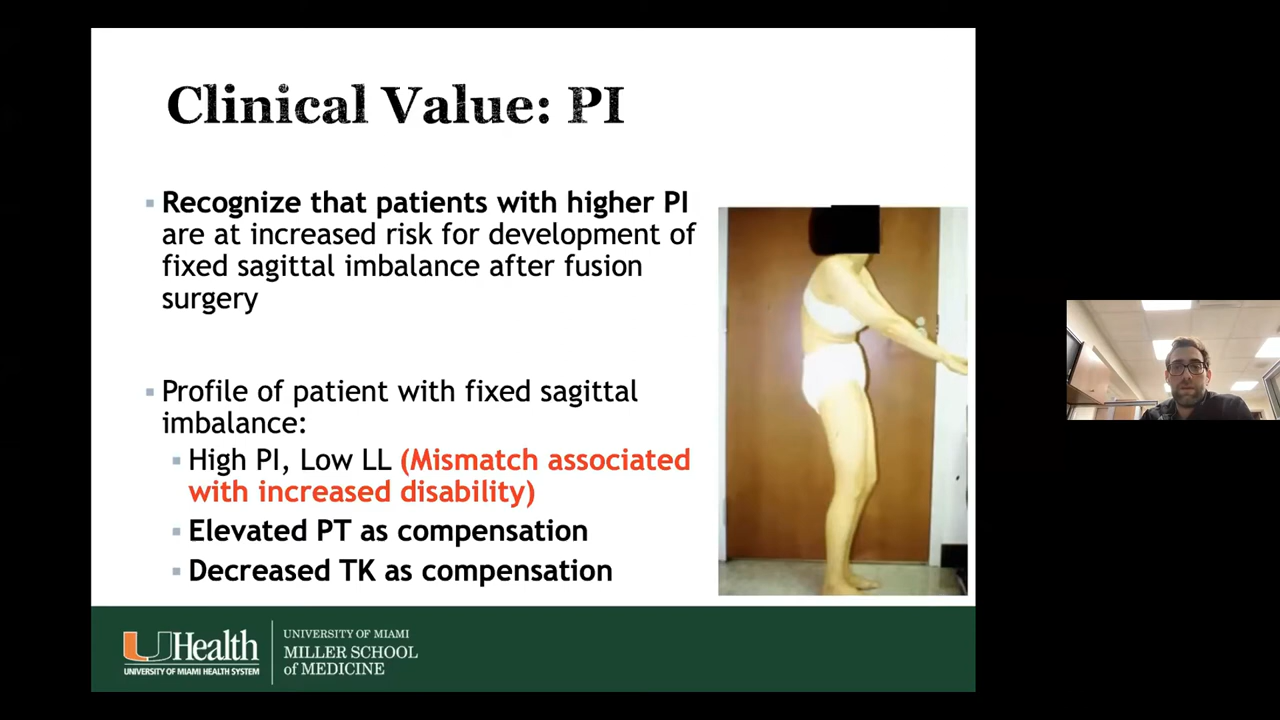 Clinical Value: PI
Recognize that patients with higher PI
are at increased risk for development of
fixed sagittal imbalance after fusion
surgery
Profile of patient with fixed sagittal
imbalance:
High PI, Low LL (Mismatch associated
with increased disability)
Elevated PT as compensation
Decreased TK as compensation
UHealth
UNIVERSITY OF MIAMI HEALTH SYSTEM
UNIVERSITY OF MIAMI
MILLER SCHOOL
of MEDICINE